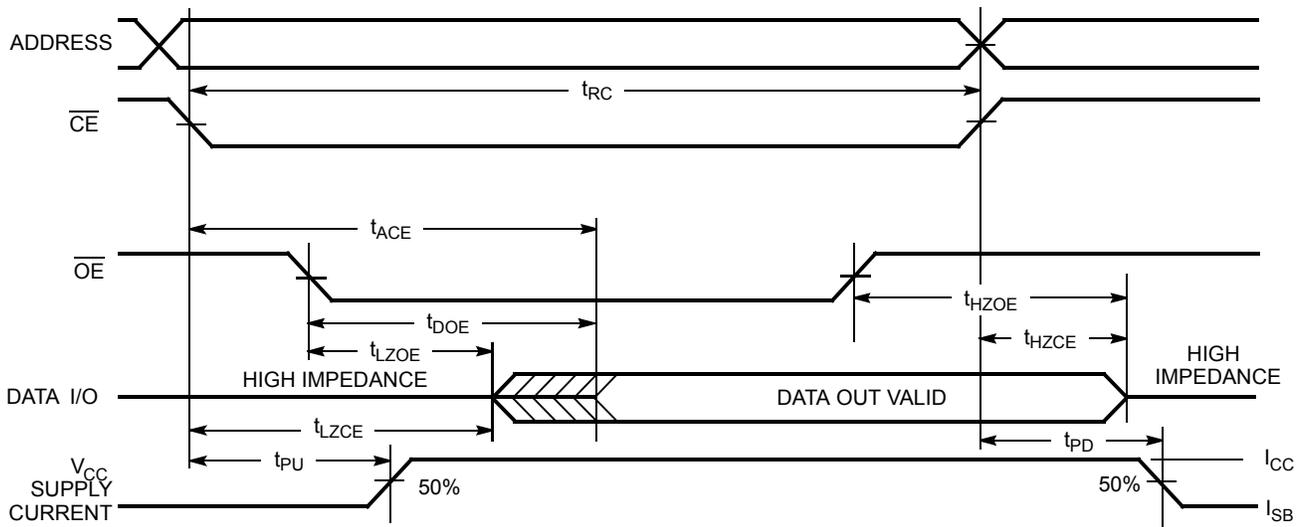 ADDRESS
tRC
CE
tACE
OE
tHZOE
tDOE
tHZCE
tLZOE
HIGH IMPEDANCE
HIGH
IMPEDANCE
DATA I/O
DATA OUT VALID
tLZCE
tPU
tPD
VCC
SUPPLY
CURRENT
50%
50%
ICC
ISB